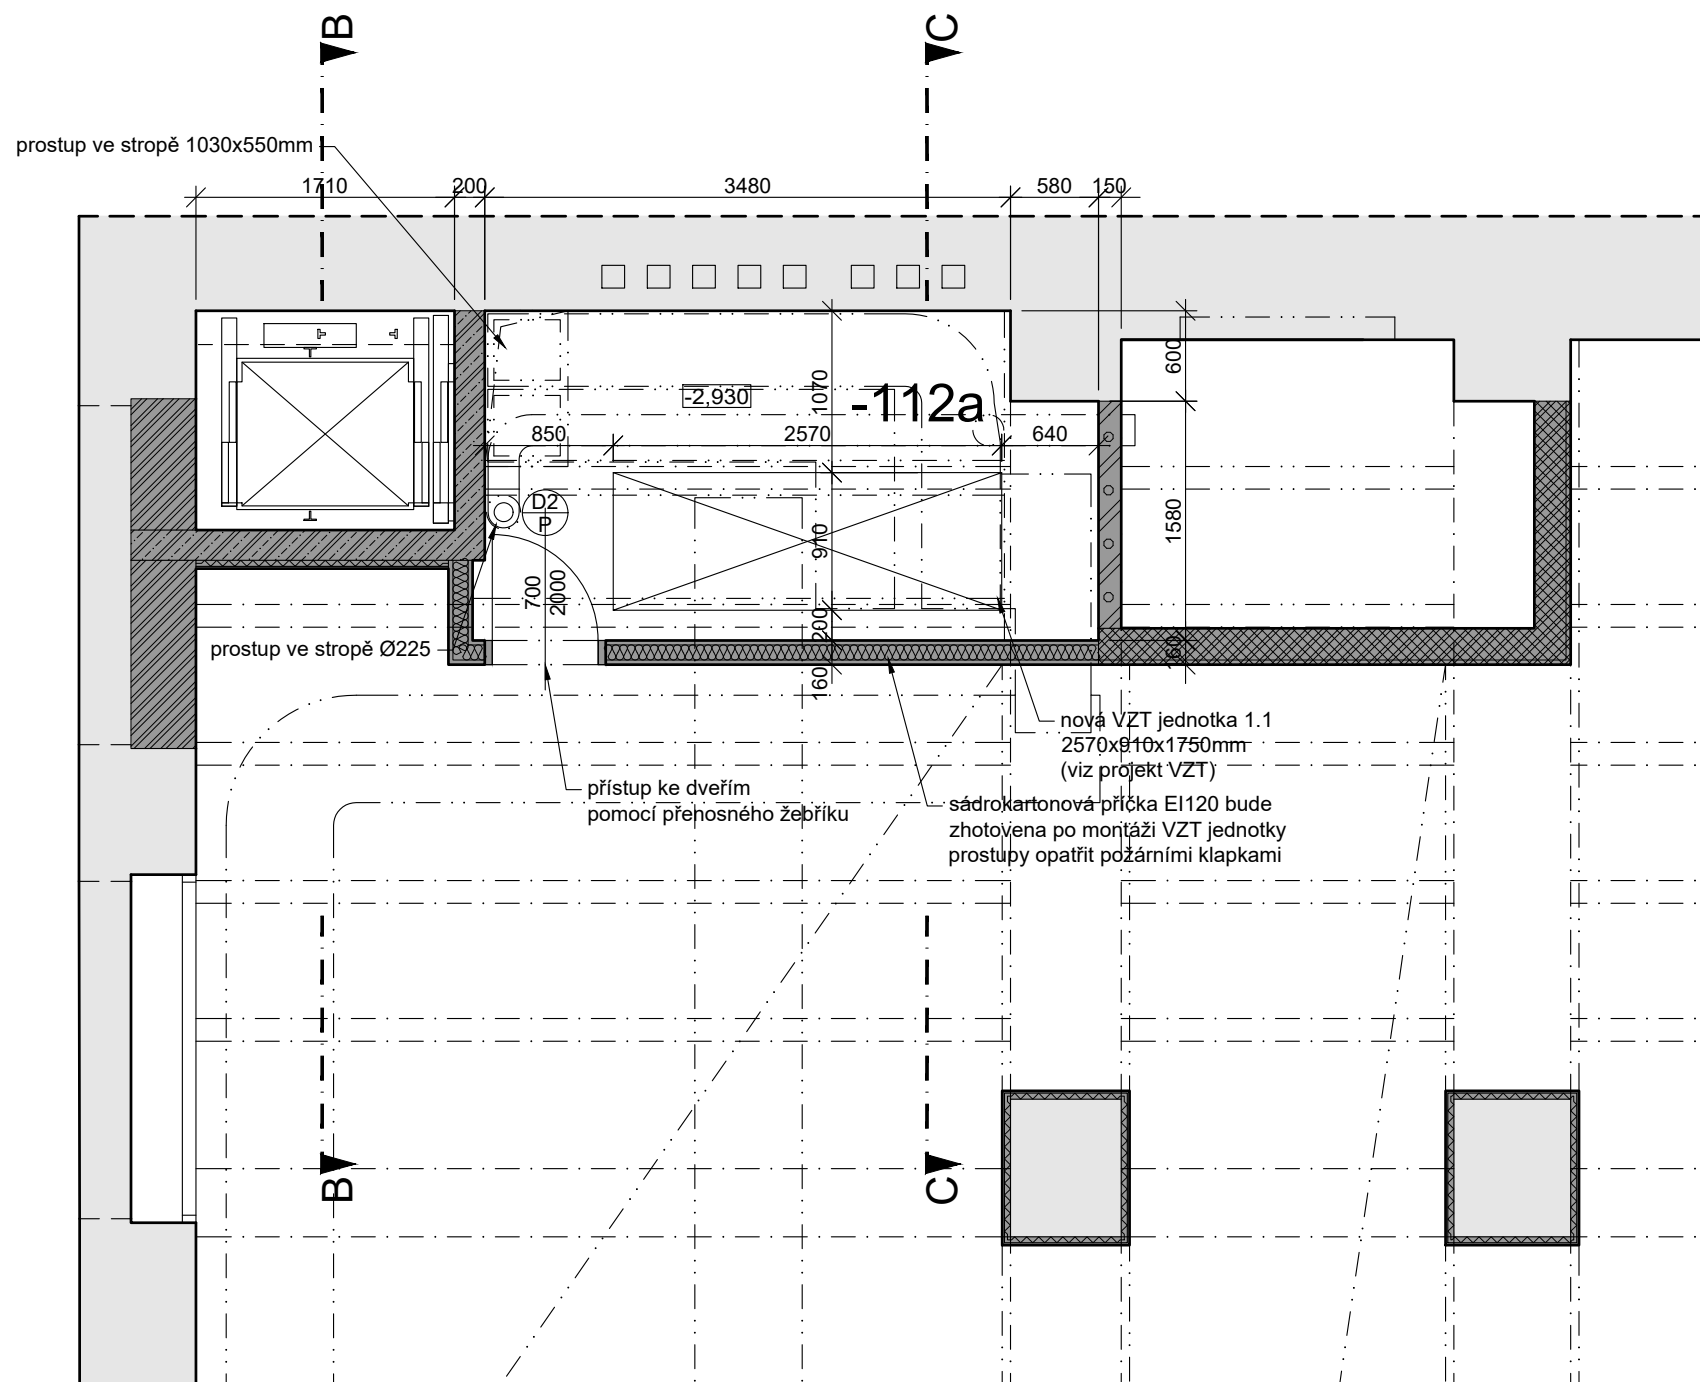 B
C
prostup ve stropě 1030x550mm
1710
200
3480
580
150
600
1070
-2,930
-112a
850
2570
640
D2
P
910
1580
700
2000
200
prostup ve stropě Ø225
160
160
nová VZT jednotka 1.1
2570x910x1750mm
(viz projekt VZT)
přístup ke dveřím
pomocí přenosného žebříku
sádrokartonová příčka EI120 bude
zhotovena po montáži VZT jednotky
prostupy opatřit požárními klapkami
B
C